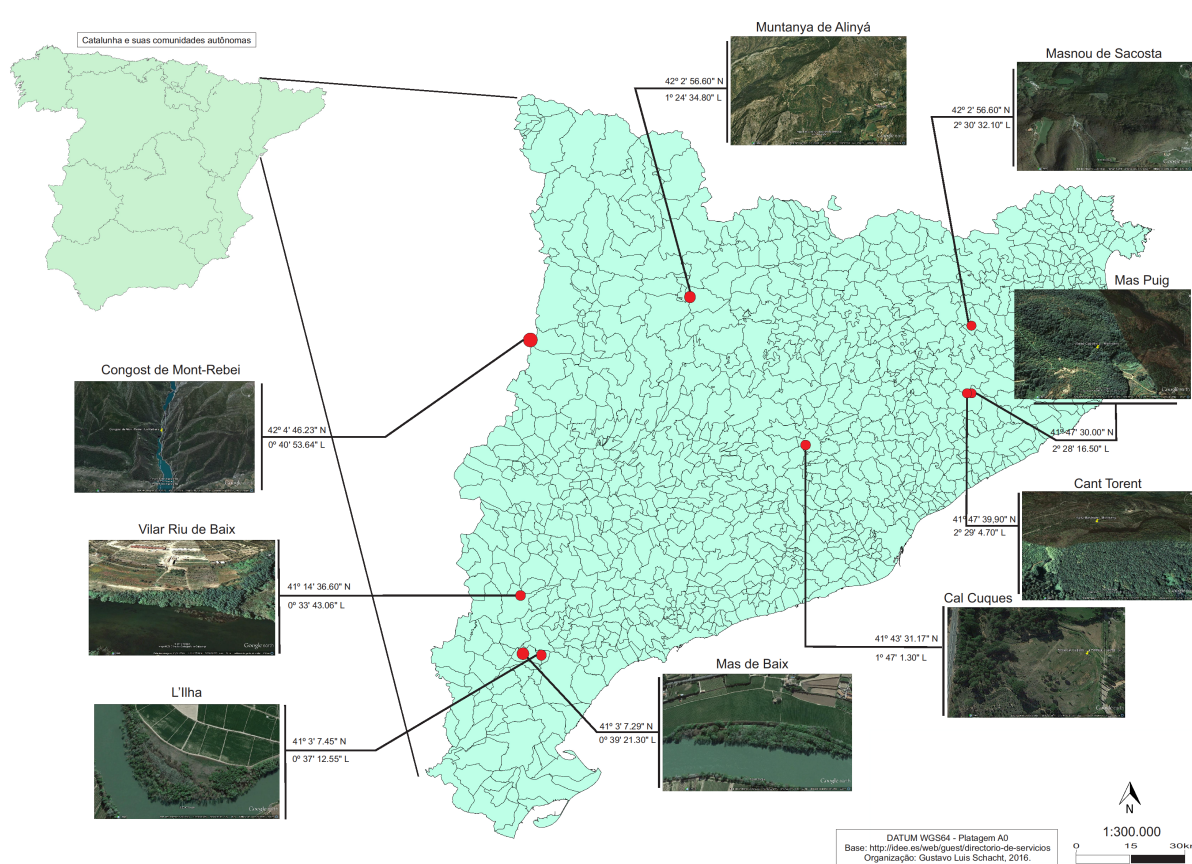 Catalunha e suas comunidades autônomas
Muntanya de Alinyá
42º 2' 56.60" N
1º 24' 34.80" L
Masnou de Sacosta
42º 2' 56.60" N
2º 30' 32.10" L
Mas Puig
41º 47' 30.00" N
2º 28' 16.50" L
Congost de Mont-Rebei
42º 4' 46.23" N
0º 40' 53.64" L
Cant Torent
41º 47' 39,90" N
2º 29' 4.70" L
Vilar Riu de Baix
41º 14' 36.60" N
0º 33' 43.06" L
Cal Cuques
41º 43' 31.17" N
1º 47' 1.30" L
L'Ilha
41º 3' 7.45" N
0º 37' 12.55" L
Mas de Baix
41º 3' 7.29" N
0º 39' 21.30" L
N
1:300.000
0 15 30km
DATUM WGS64 - Platagem A0
Base: http://idee.es/web/guest/directorio-de-servicios
Organização: Gustavo Luis Schacht, 2016.